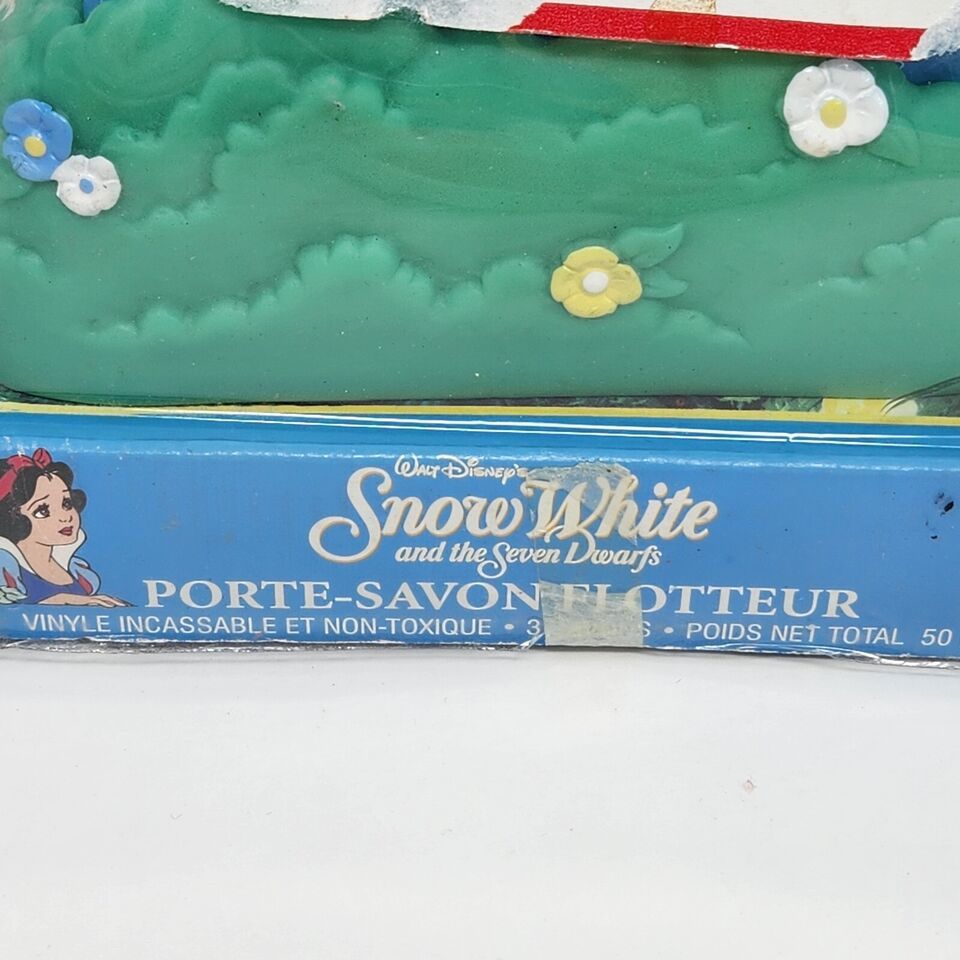 Walt Disney's
Snow White
and the Seven Dwarfs
PORTE-SAVON FLOTTEUR
VINYLE INCASSABLE ET NON-TOXIQUE • 3 • POIDS NET TOTAL 50